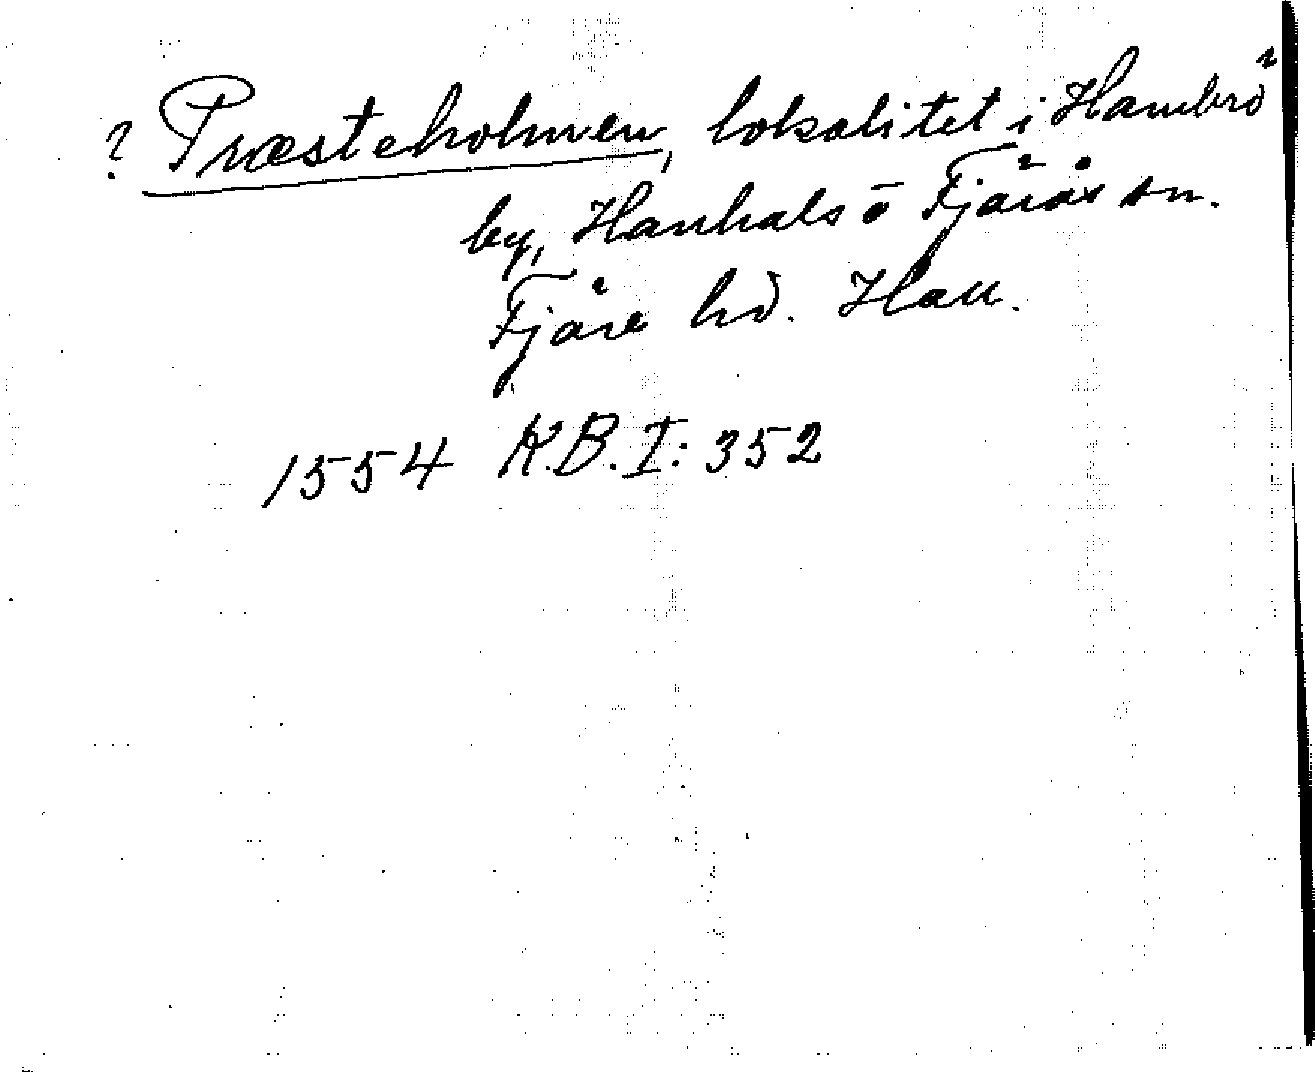 ? Præsteholmen, lokalitet i Hambrö
by, Hanhals o Fjärås sn.
Fjäre hd. Hall.
1554 K.B.I: 352